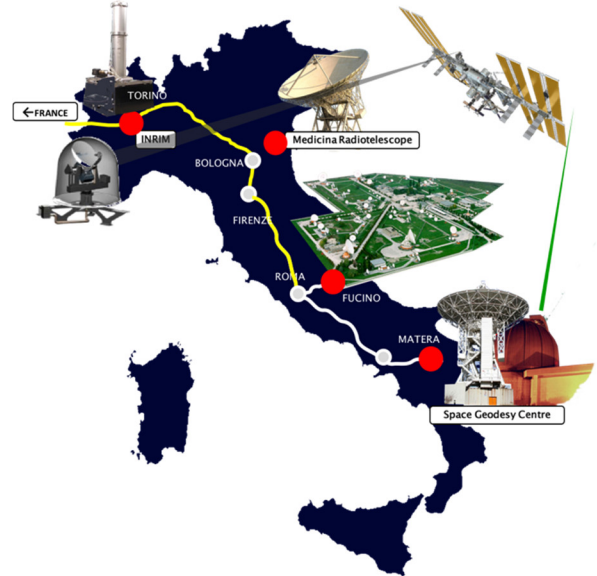 TORINO
←FRANCE
INRIM
Medicina Radiotelescope
BOLOGNA
FIRENZE
ROMA
FUCINO
MATERA
Space Geodesy Centre